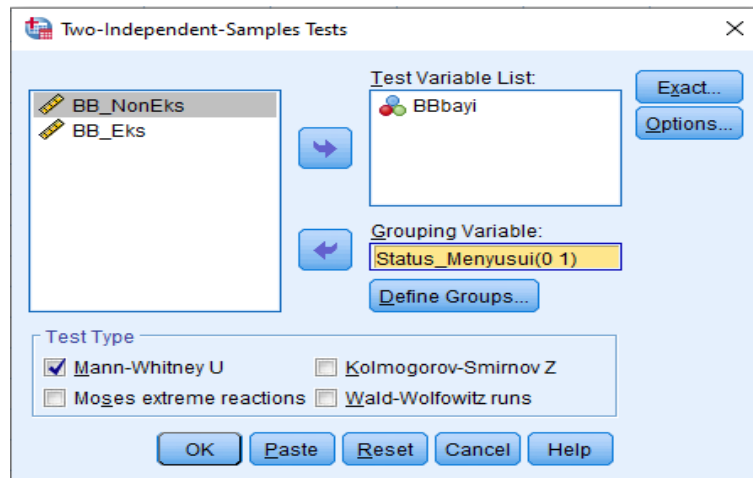 Two-Independent-Samples Tests
BB_NonEks
BB_Eks
Test Variable List:
BBbayi
Exact...
Options...
Grouping Variable:
Status_Menyusui(0 1)
Define Groups...
Test Type
Mann-Whitney U
Kolmogorov-Smirnov Z
Moses extreme reactions
Wald-Wolfowitz runs
OK
Paste
Reset
Cancel
Help